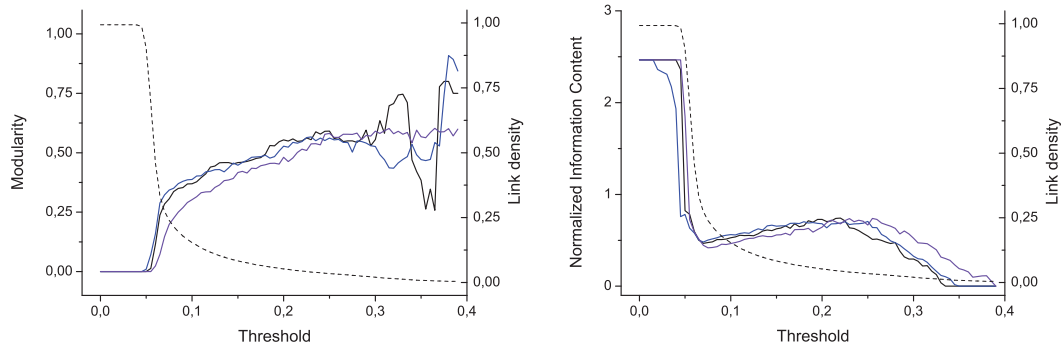 1,00
0,75
0,50
0,25
0,00
Modularity
0,0 0,1 0,2 0,3 0,4
Threshold
1,00
0,75
0,50
0,25
0,00
Link density
3
2
1
0
Normalized Information Content
0,0 0,1 0,2 0,3 0,4
Threshold
1,00
0,75
0,50
0,25
0,00
Link density